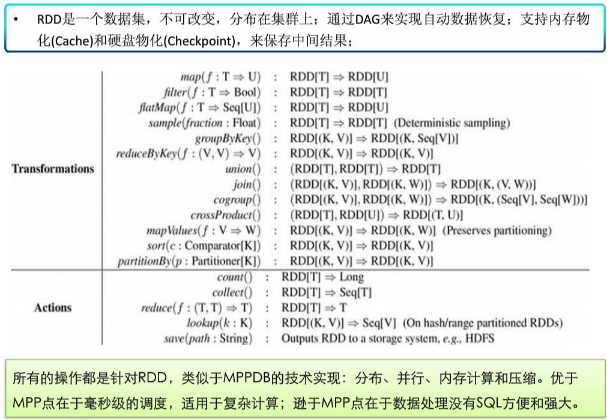 • RDD是一个数据集，不可改变，分布在集群上；通过DAG来实现自动数据恢复；支持内存物
化(Cache)和硬盘物化(Checkpoint)，来保存中间结果；
map(f : T ⇒ U) : RDD[T] ⇒ RDD[U]
filter(f : T ⇒ Bool) : RDD[T] ⇒ RDD[T]
flatMap(f : T ⇒ Seq[U]) : RDD[T] ⇒ RDD[U]
sample(fraction : Float) : RDD[T] ⇒ RDD[T] (Deterministic sampling)
groupByKey() : RDD[(K, V)] ⇒ RDD[(K, Seq[V])]
reduceByKey(f : (V, V) ⇒ V) : RDD[(K, V)] ⇒ RDD[(K, V)]
Transformations union() : (RDD[T], RDD[T]) ⇒ RDD[T]
join() : (RDD[(K, V)], RDD[(K, W)]) ⇒ RDD[(K, (V, W))]
cogroup() : (RDD[(K, V)], RDD[(K, W)]) ⇒ RDD[(K, (Seq[V], Seq[W]))]
crossProduct() : (RDD[T], RDD[U]) ⇒ RDD[(T, U)]
mapValues(f : V ⇒ W) : RDD[(K, V)] ⇒ RDD[(K, W)] (Preserves partitioning)
sort(c : Comparator[K]) : RDD[(K, V)] ⇒ RDD[(K, V)]
partitionBy(p : Partitioner[K]) : RDD[(K, V)] ⇒ RDD[(K, V)]
count() : RDD[T] ⇒ Long
collect() : RDD[T] ⇒ Seq[T]
Actions reduce(f : (T, T) ⇒ T) : RDD[T] ⇒ T
lookup(k : K) : RDD[(K, V)] ⇒ Seq[V] (On hash/range partitioned RDDs)
save(path : String) : Outputs RDD to a storage system, e.g., HDFS
所有的操作都是针对RDD，类似于MPPDB的技术实现：分布、并行、内存计算和压缩。优于
MPP点在于毫秒级的调度，适用于复杂计算；逊于MPP点在于数据处理没有SQL方便和强大。